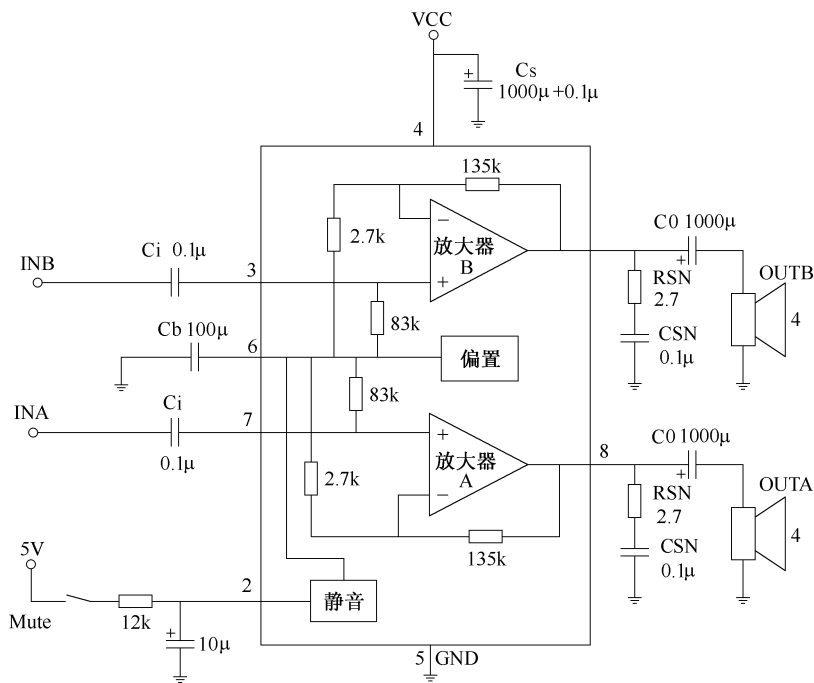 VCC
Cs
1000μ+0.1μ
4
135k
2.7k
放大器
B
−
+
C0 1000μ
Ci 0.1μ
INB
3
RSN
2.7
OUTB
+
4
83k
Cb 100μ
6
偏置
CSN
0.1μ
83k
Ci
INA
7
0.1μ
+
放大器
A
−
8
C0 1000μ
+
2.7k
RSN
2.7
OUTA
4
135k
CSN
0.1μ
5V
2
静音
Mute
12k
+
10μ
5
GND
+